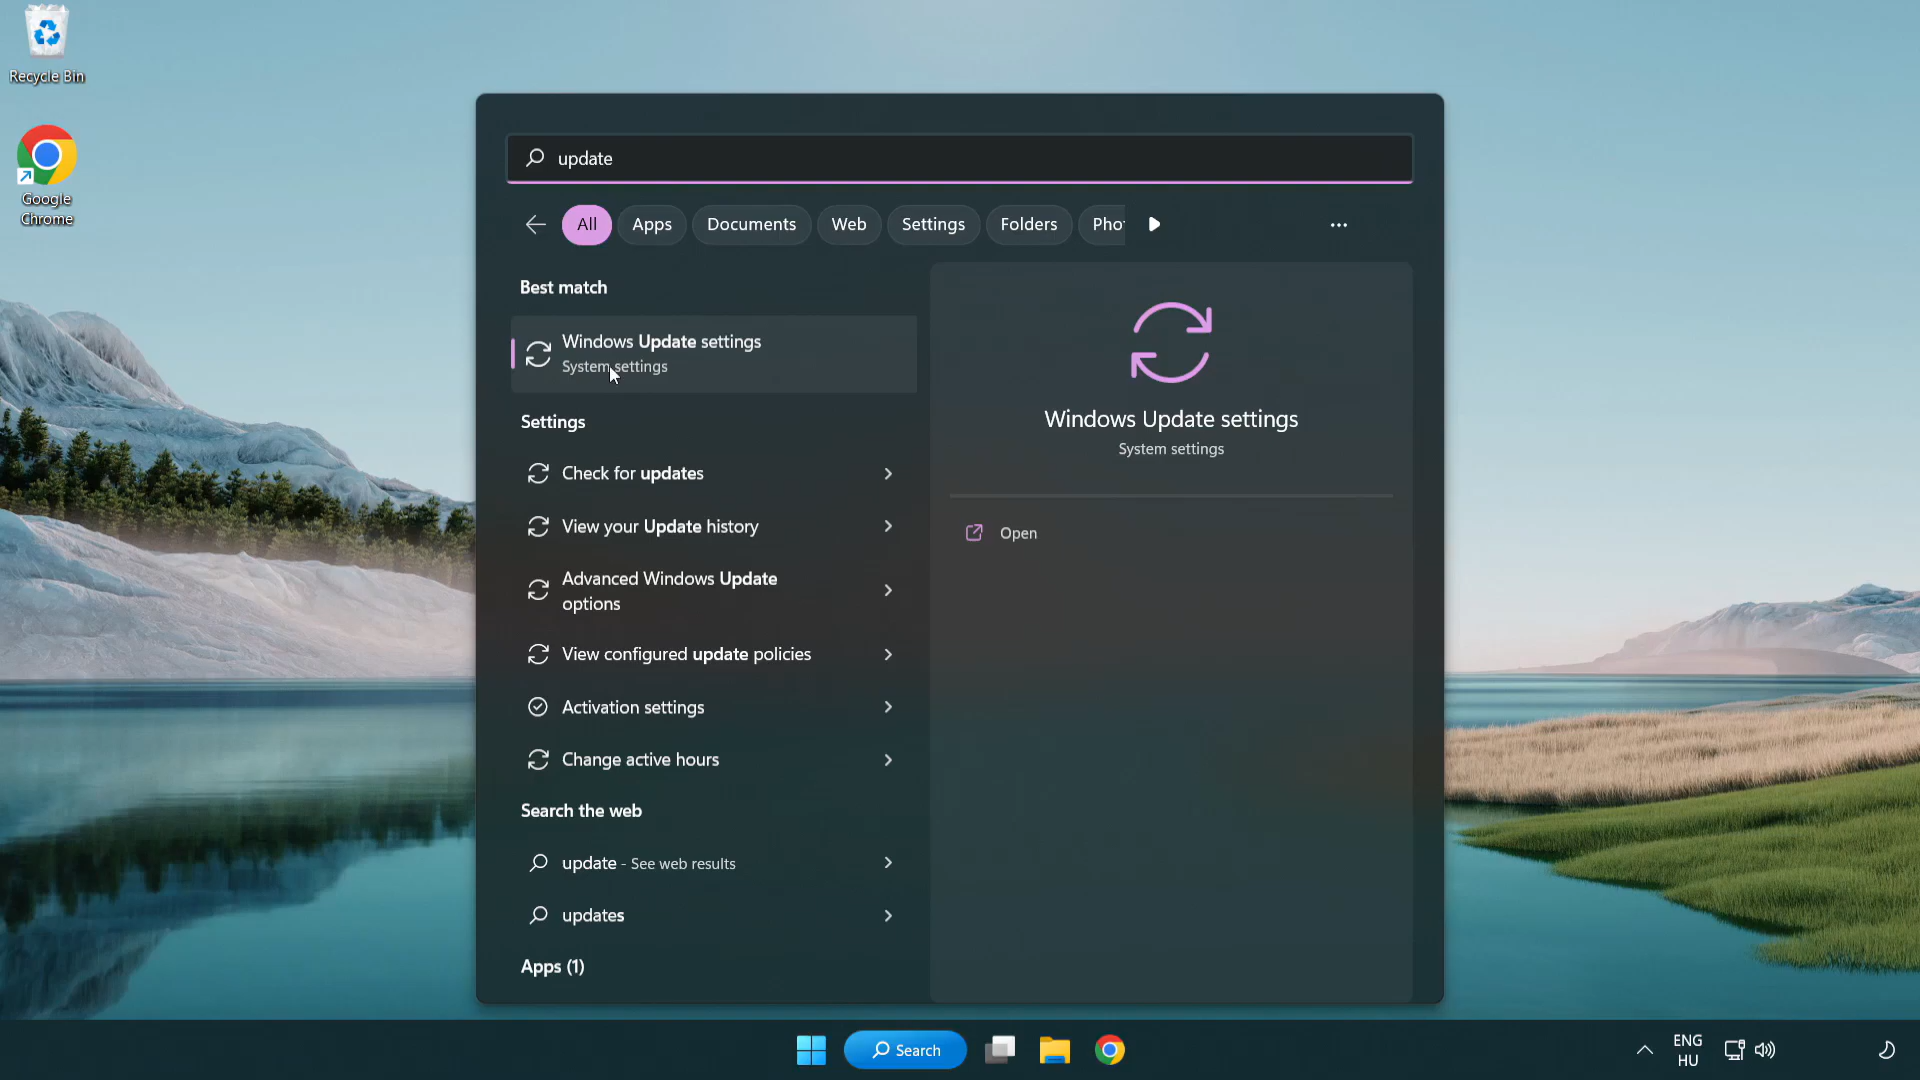 Recycle Bin
Google
Chrome
update
All
Apps
Documents
Web
Settings
Folders
Pho
Best match
Windows Update settings
System settings
Settings
Check for updates
View your Update history
Advanced Windows Update
options
View configured update policies
Activation settings
Change active hours
Search the web
update - See web results
updates
Apps (1)
Windows Update settings
System settings
Open
Search
ENG
HU